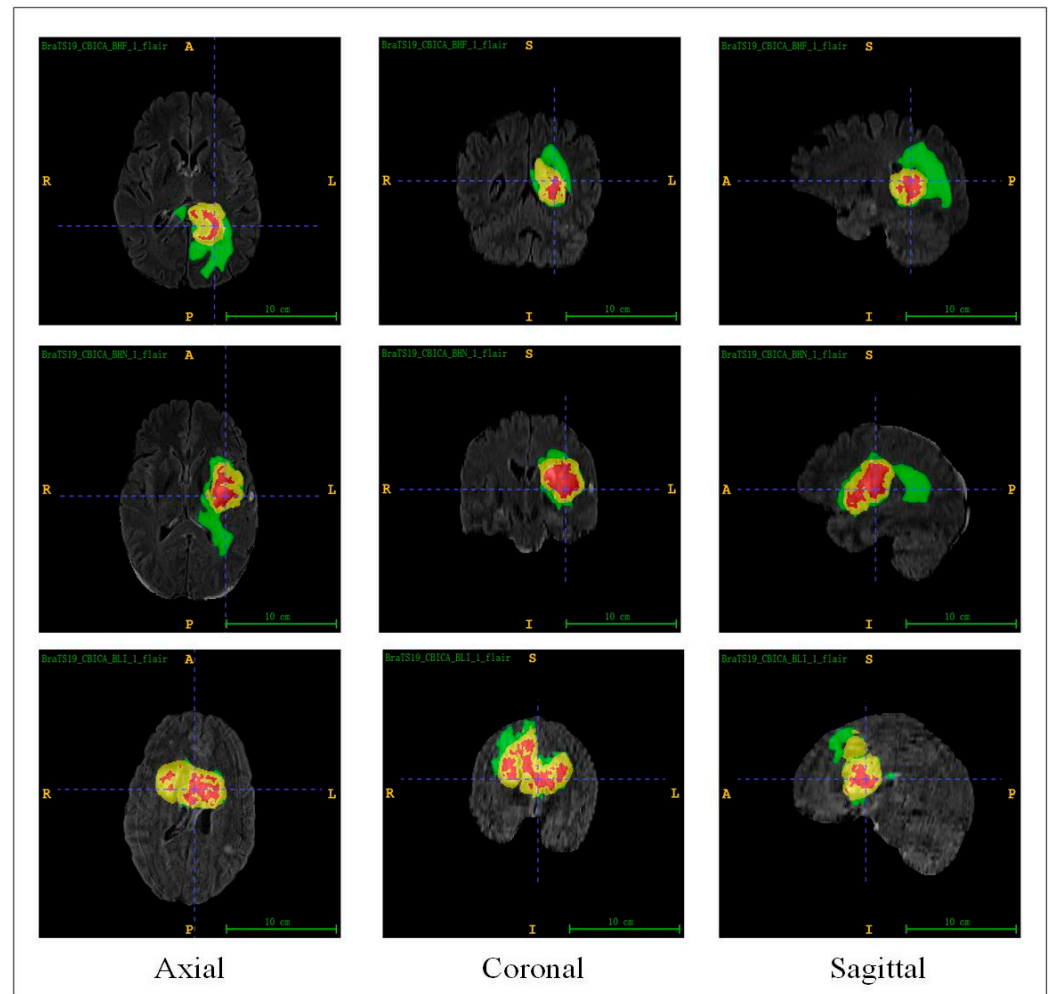 BraTS19_CBICA_BHF_1_flair A
R L
10 cm
P
BraTS19_CBICA_BHF_1_flair S
R L
10 cm
I
BraTS19_CBICA_BHF_1_flair S
A P
10 cm
I
BraTS19_CBICA_BHN_1_flair A
R L
10 cm
P
BraTS19_CBICA_BHN_1_flair S
R L
10 cm
I
BraTS19_CBICA_BHN_1_flair S
A P
10 cm
I
BraTS19_CBICA_BLI_1_flair A
R L
10 cm
P
BraTS19_CBICA_BLI_1_flair S
R L
10 cm
I
BraTS19_CBICA_BLI_1_flair S
A P
10 cm
I
Axial Coronal Sagittal